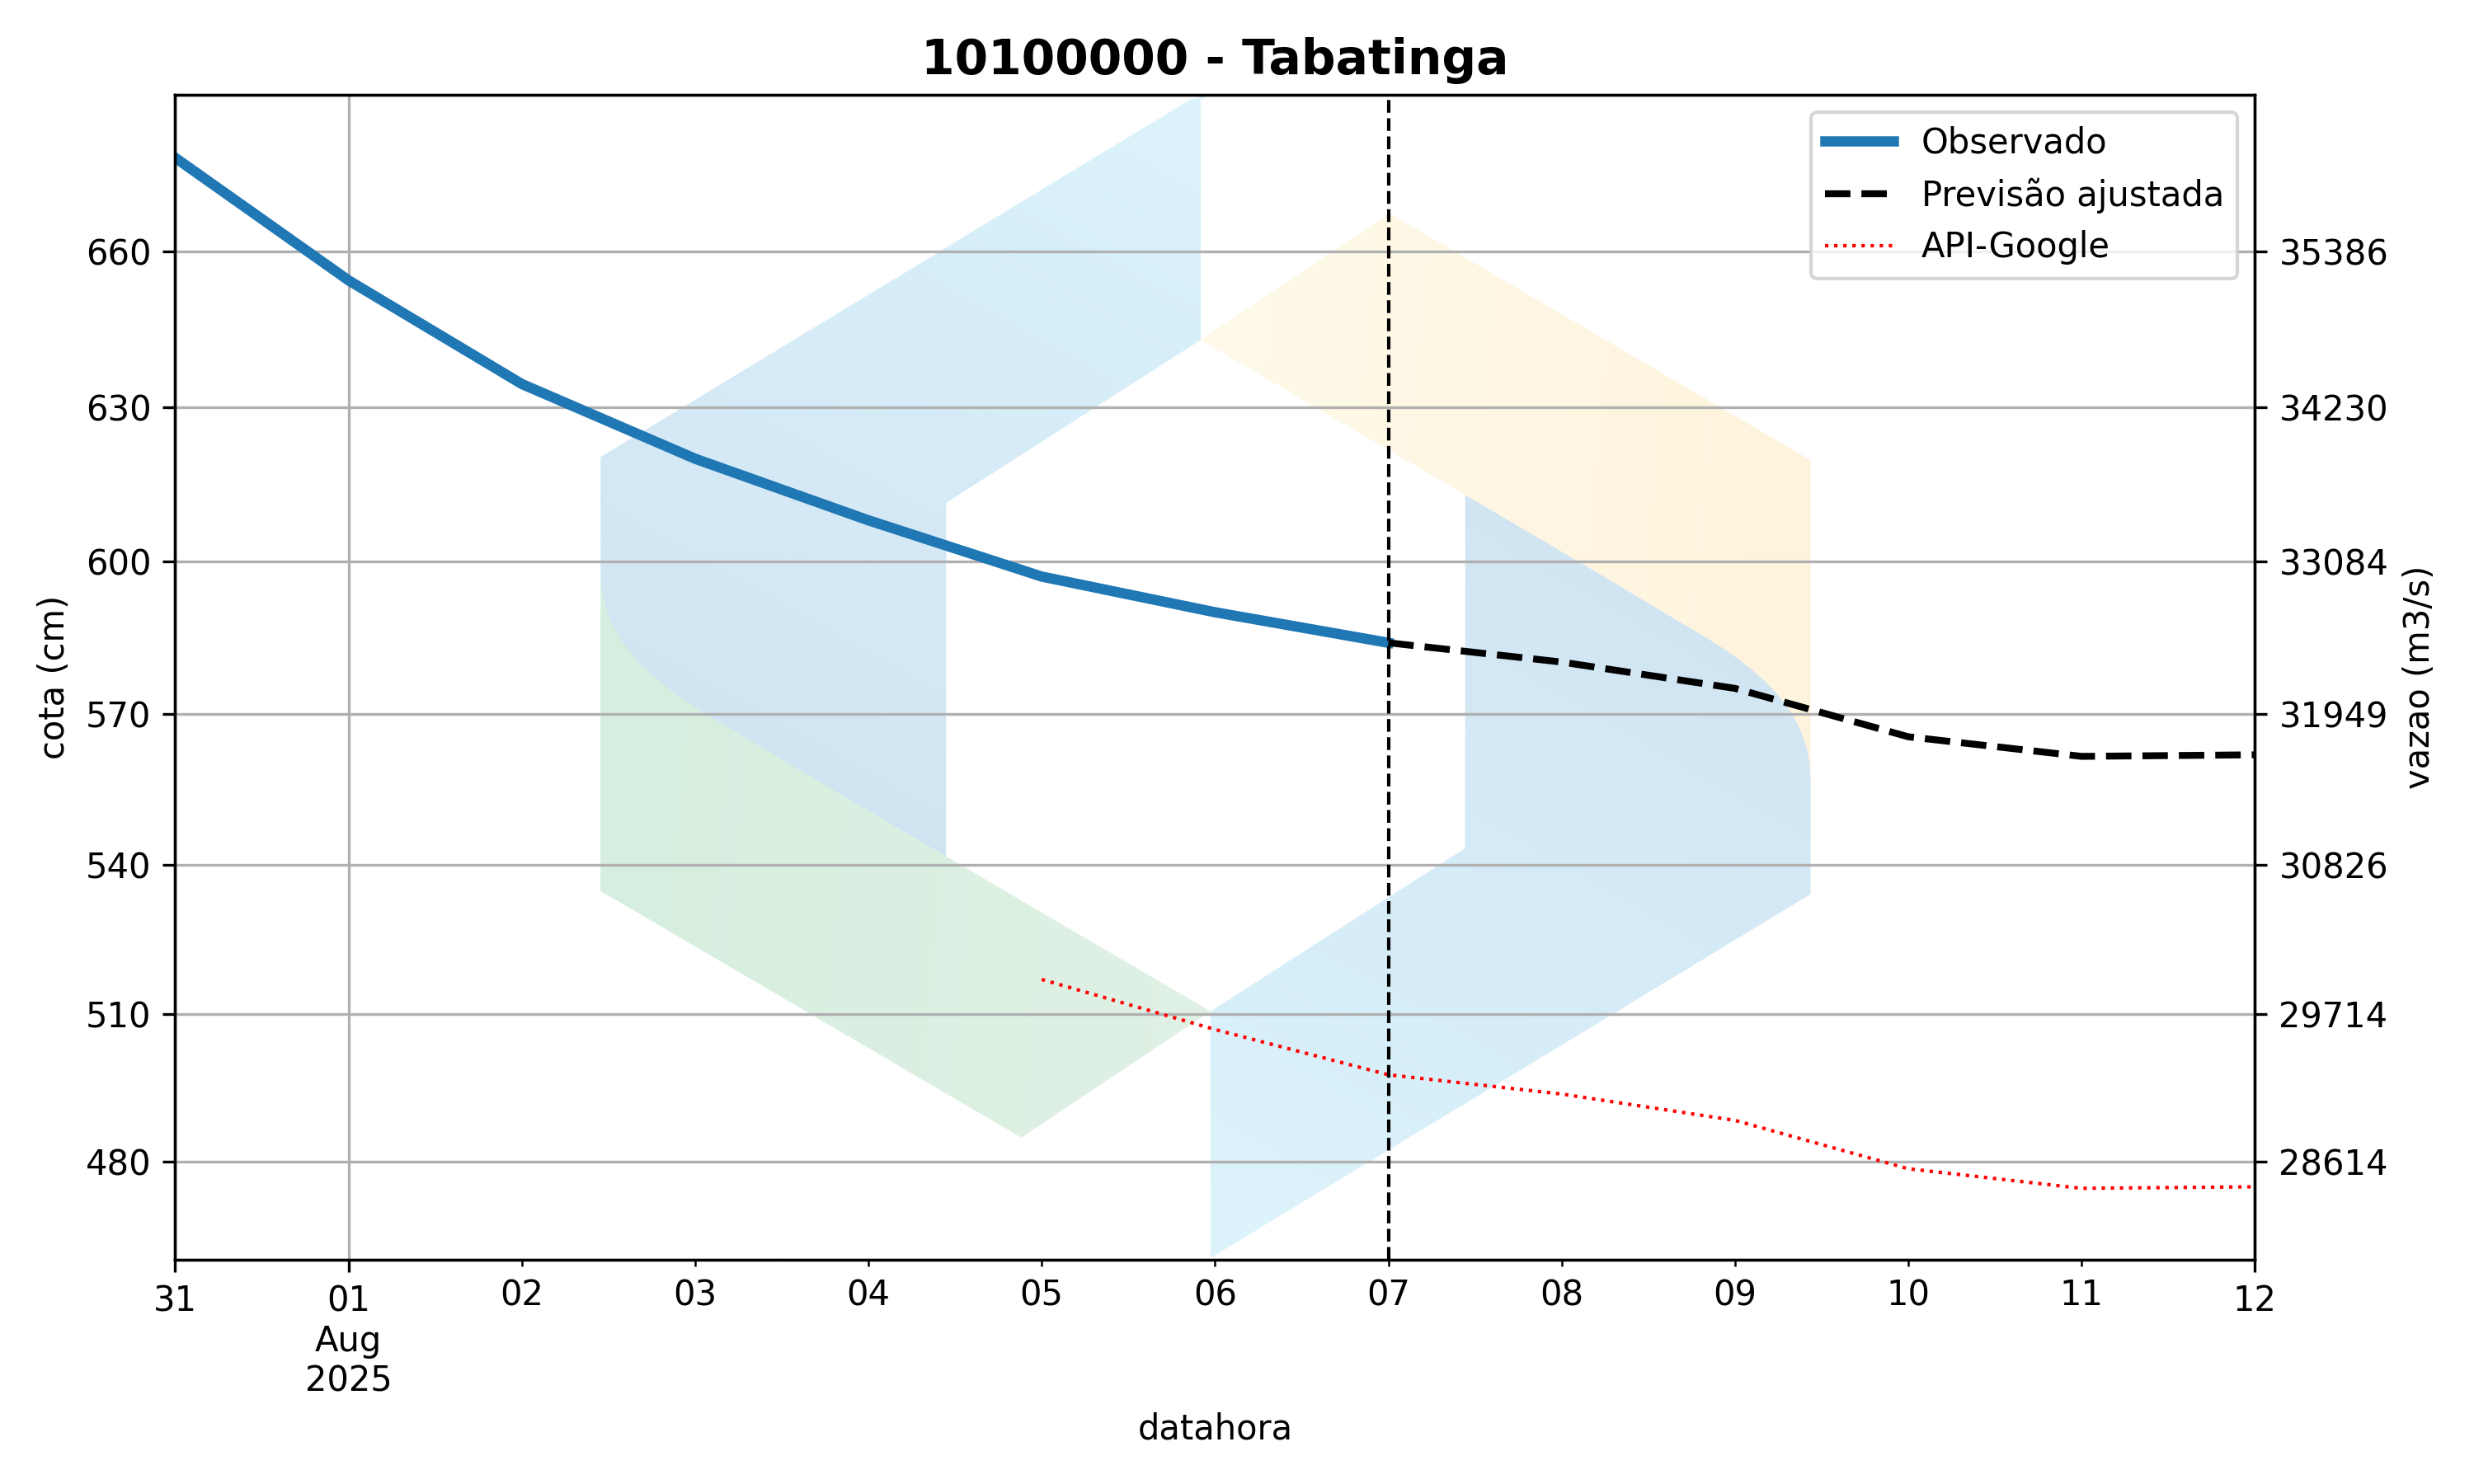 10100000 - Tabatinga
Observado
Previsão ajustada
API-Google
cota (cm)
660
630
600
570
540
510
480
35386
34230
33084
31949
30826
29714
28614
vazao (m3/s)
31 01 02 03 04 05 06 07 08 09 10 11 12
Aug
2025
datahora